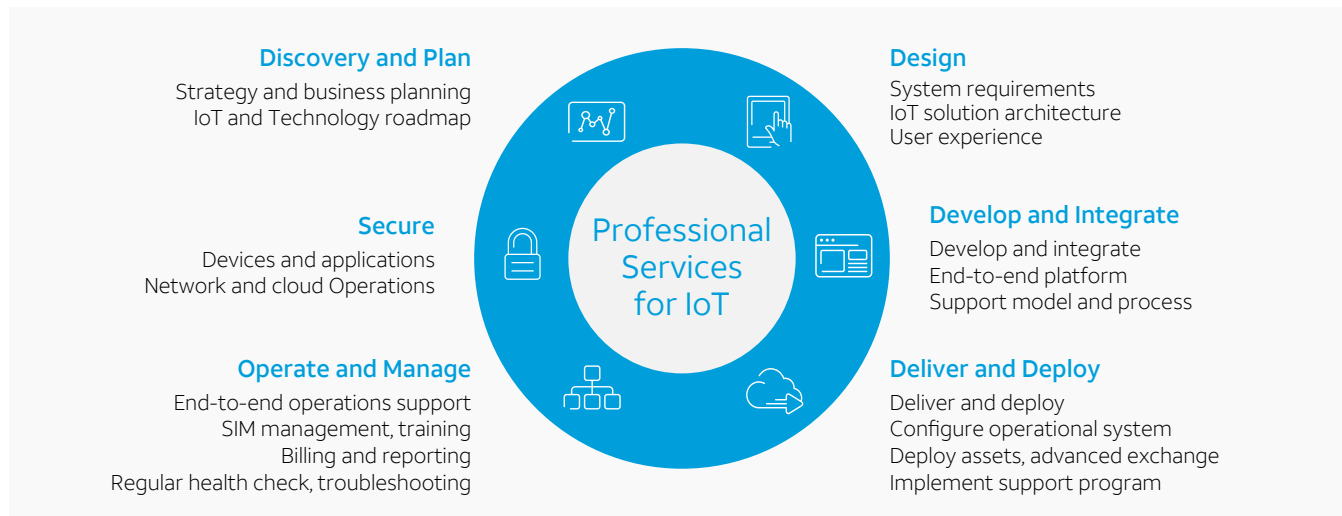 Discovery and Plan
Strategy and business planning
IoT and Technology roadmap
Design
System requirements
IoT solution architecture
User experience
Secure
Devices and applications
Network and cloud Operations
Professional
Services
for IoT
Develop and Integrate
Develop and integrate
End-to-end platform
Support model and process
Operate and Manage
End-to-end operations support
SIM management, training
Billing and reporting
Regular health check, troubleshooting
Deliver and Deploy
Deliver and deploy
Configure operational system
Deploy assets, advanced exchange
Implement support program